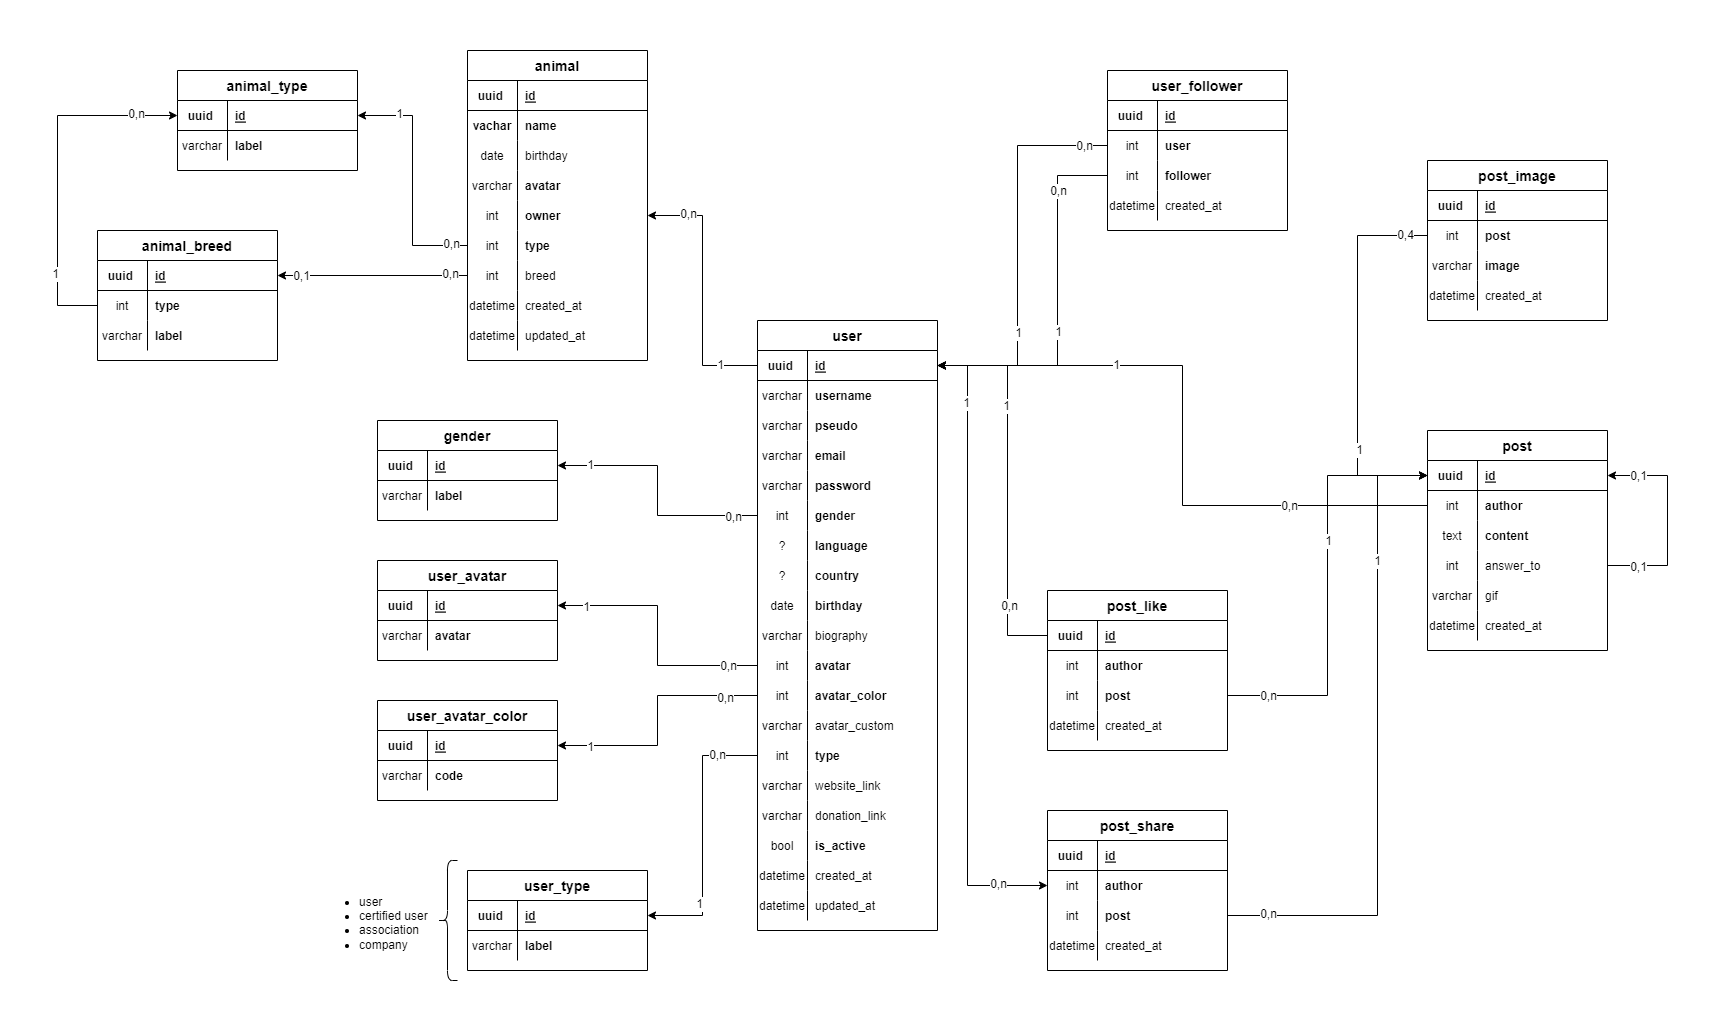 animal_type
uuid id
varchar label
animal_breed
uuid id
int type
varchar label
0,n
1
1
0,n
0,1
0,n
animal
uuid id
vachar name
date birthday
varchar avatar
int owner
int type
int breed
datetime created_at
datetime updated_at
0,n
1
gender
uuid id
varchar label
1
0,n
user_avatar
uuid id
varchar avatar
1
0,n
user_avatar_color
uuid id
varchar code
1
0,n
user
certified user
association
company
user_type
uuid id
varchar label
1
0,n
user
uuid id
varchar username
varchar pseudo
varchar email
varchar password
int gender
? language
? country
date birthday
varchar biography
int avatar
int avatar_color
varchar avatar_custom
int type
varchar website_link
varchar donation_link
bool is_active
datetime created_at
datetime updated_at
user_follower
uuid id
int user
int follower
datetime created_at
0,n
0,n
1
1
1
1
1
0,n
0,n
0,n
post_like
uuid id
int author
int post
datetime created_at
0,n
1
post_share
uuid id
int author
int post
datetime created_at
0,n
1
post_image
uuid id
int post
varchar image
datetime created_at
0,4
1
post
uuid id
int author
text content
int answer_to
varchar gif
datetime created_at
0,1
0,1